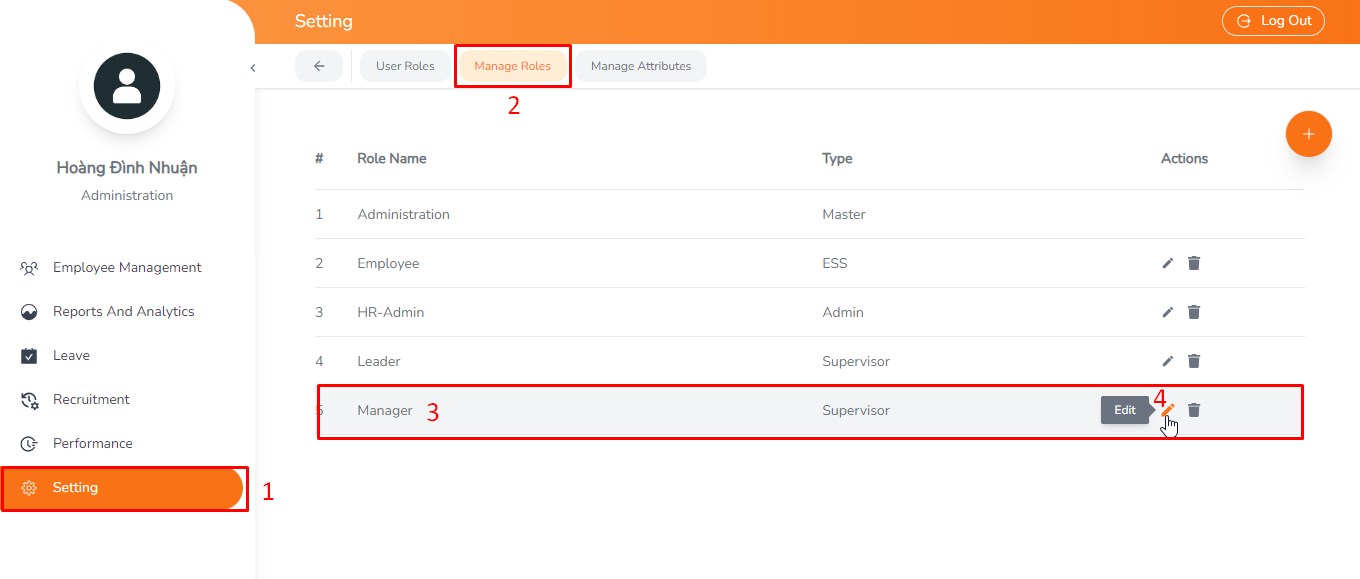 Setting
Log Out
User Roles
Manage Roles
Manage Attributes
2
Hoàng Đình Nhuận
Administration
Employee Management
Reports And Analytics
Leave
Recruitment
Performance
Setting
1
# Role Name Type Actions
1 Administration Master
2 Employee ESS
3 HR-Admin Admin
4 Leader Supervisor
5 Manager 3 Supervisor Edit 4